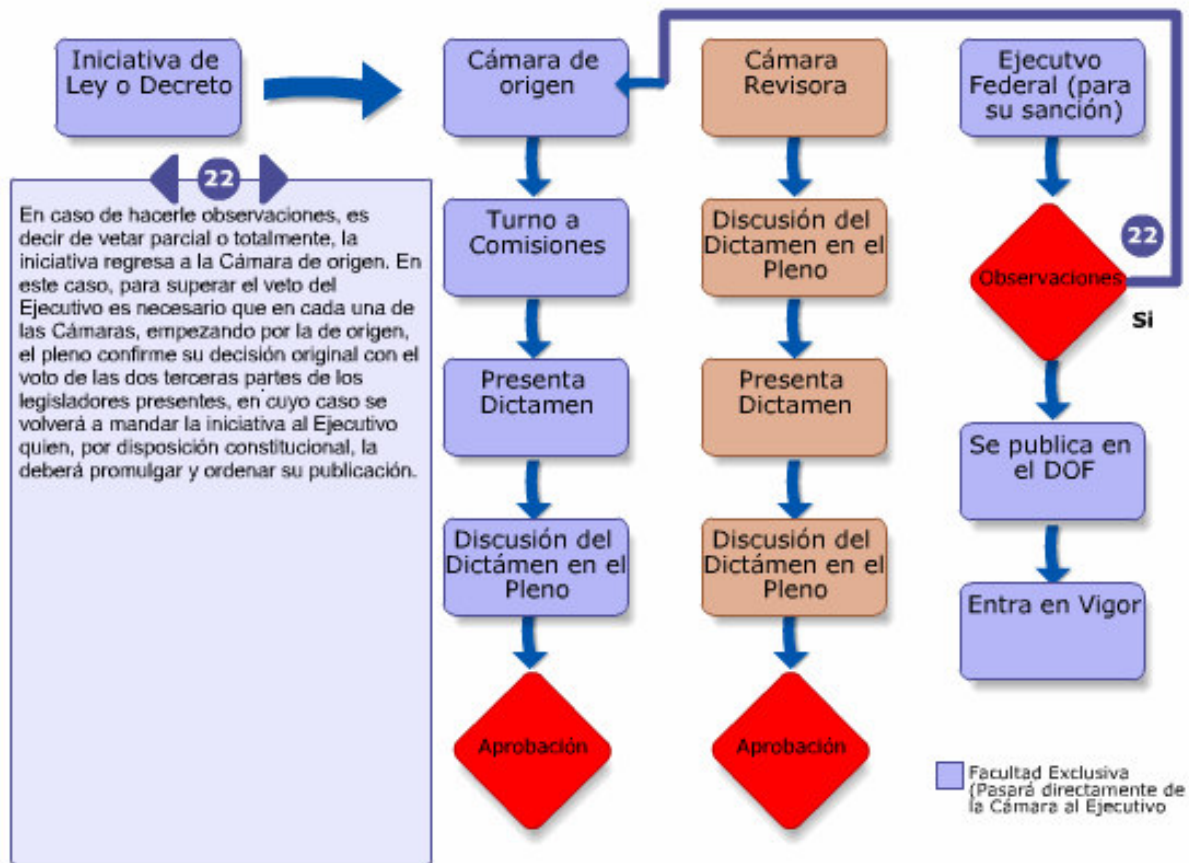 Iniciativa de
Ley o Decreto
22
En caso de hacerle observaciones, es
decir de vetar parcial o totalmente, la
iniciativa regresa a la Cámara de origen. En
este caso, para superar el veto del
Ejecutivo es necesario que en cada una de
las Cámaras, empezando por la de origen,
el pleno confirme su decisión original con el
voto de las dos terceras partes de los
legisladores presentes, en cuyo caso se
volverá a mandar la iniciativa al Ejecutivo
quien, por disposición constitucional, la
deberá promulgar y ordenar su publicación.
Cámara de
origen
Turno a
Comisiones
Presenta
Dictamen
Discusión del
Dictámen en el
Pleno
Aprobación
Cámara
Revisora
Discusión del
Dictamen en el
Pleno
Presenta
Dictamen
Discusión del
Dictámen en el
Pleno
Aprobación
Ejecutvo
Federal (para
su sanción)
22
Observaciones
Si
Se publica en
el DOF
Entra en Vigor
Facultad Exclusiva
(Pasará directamente de
la Cámara al Ejecutivo